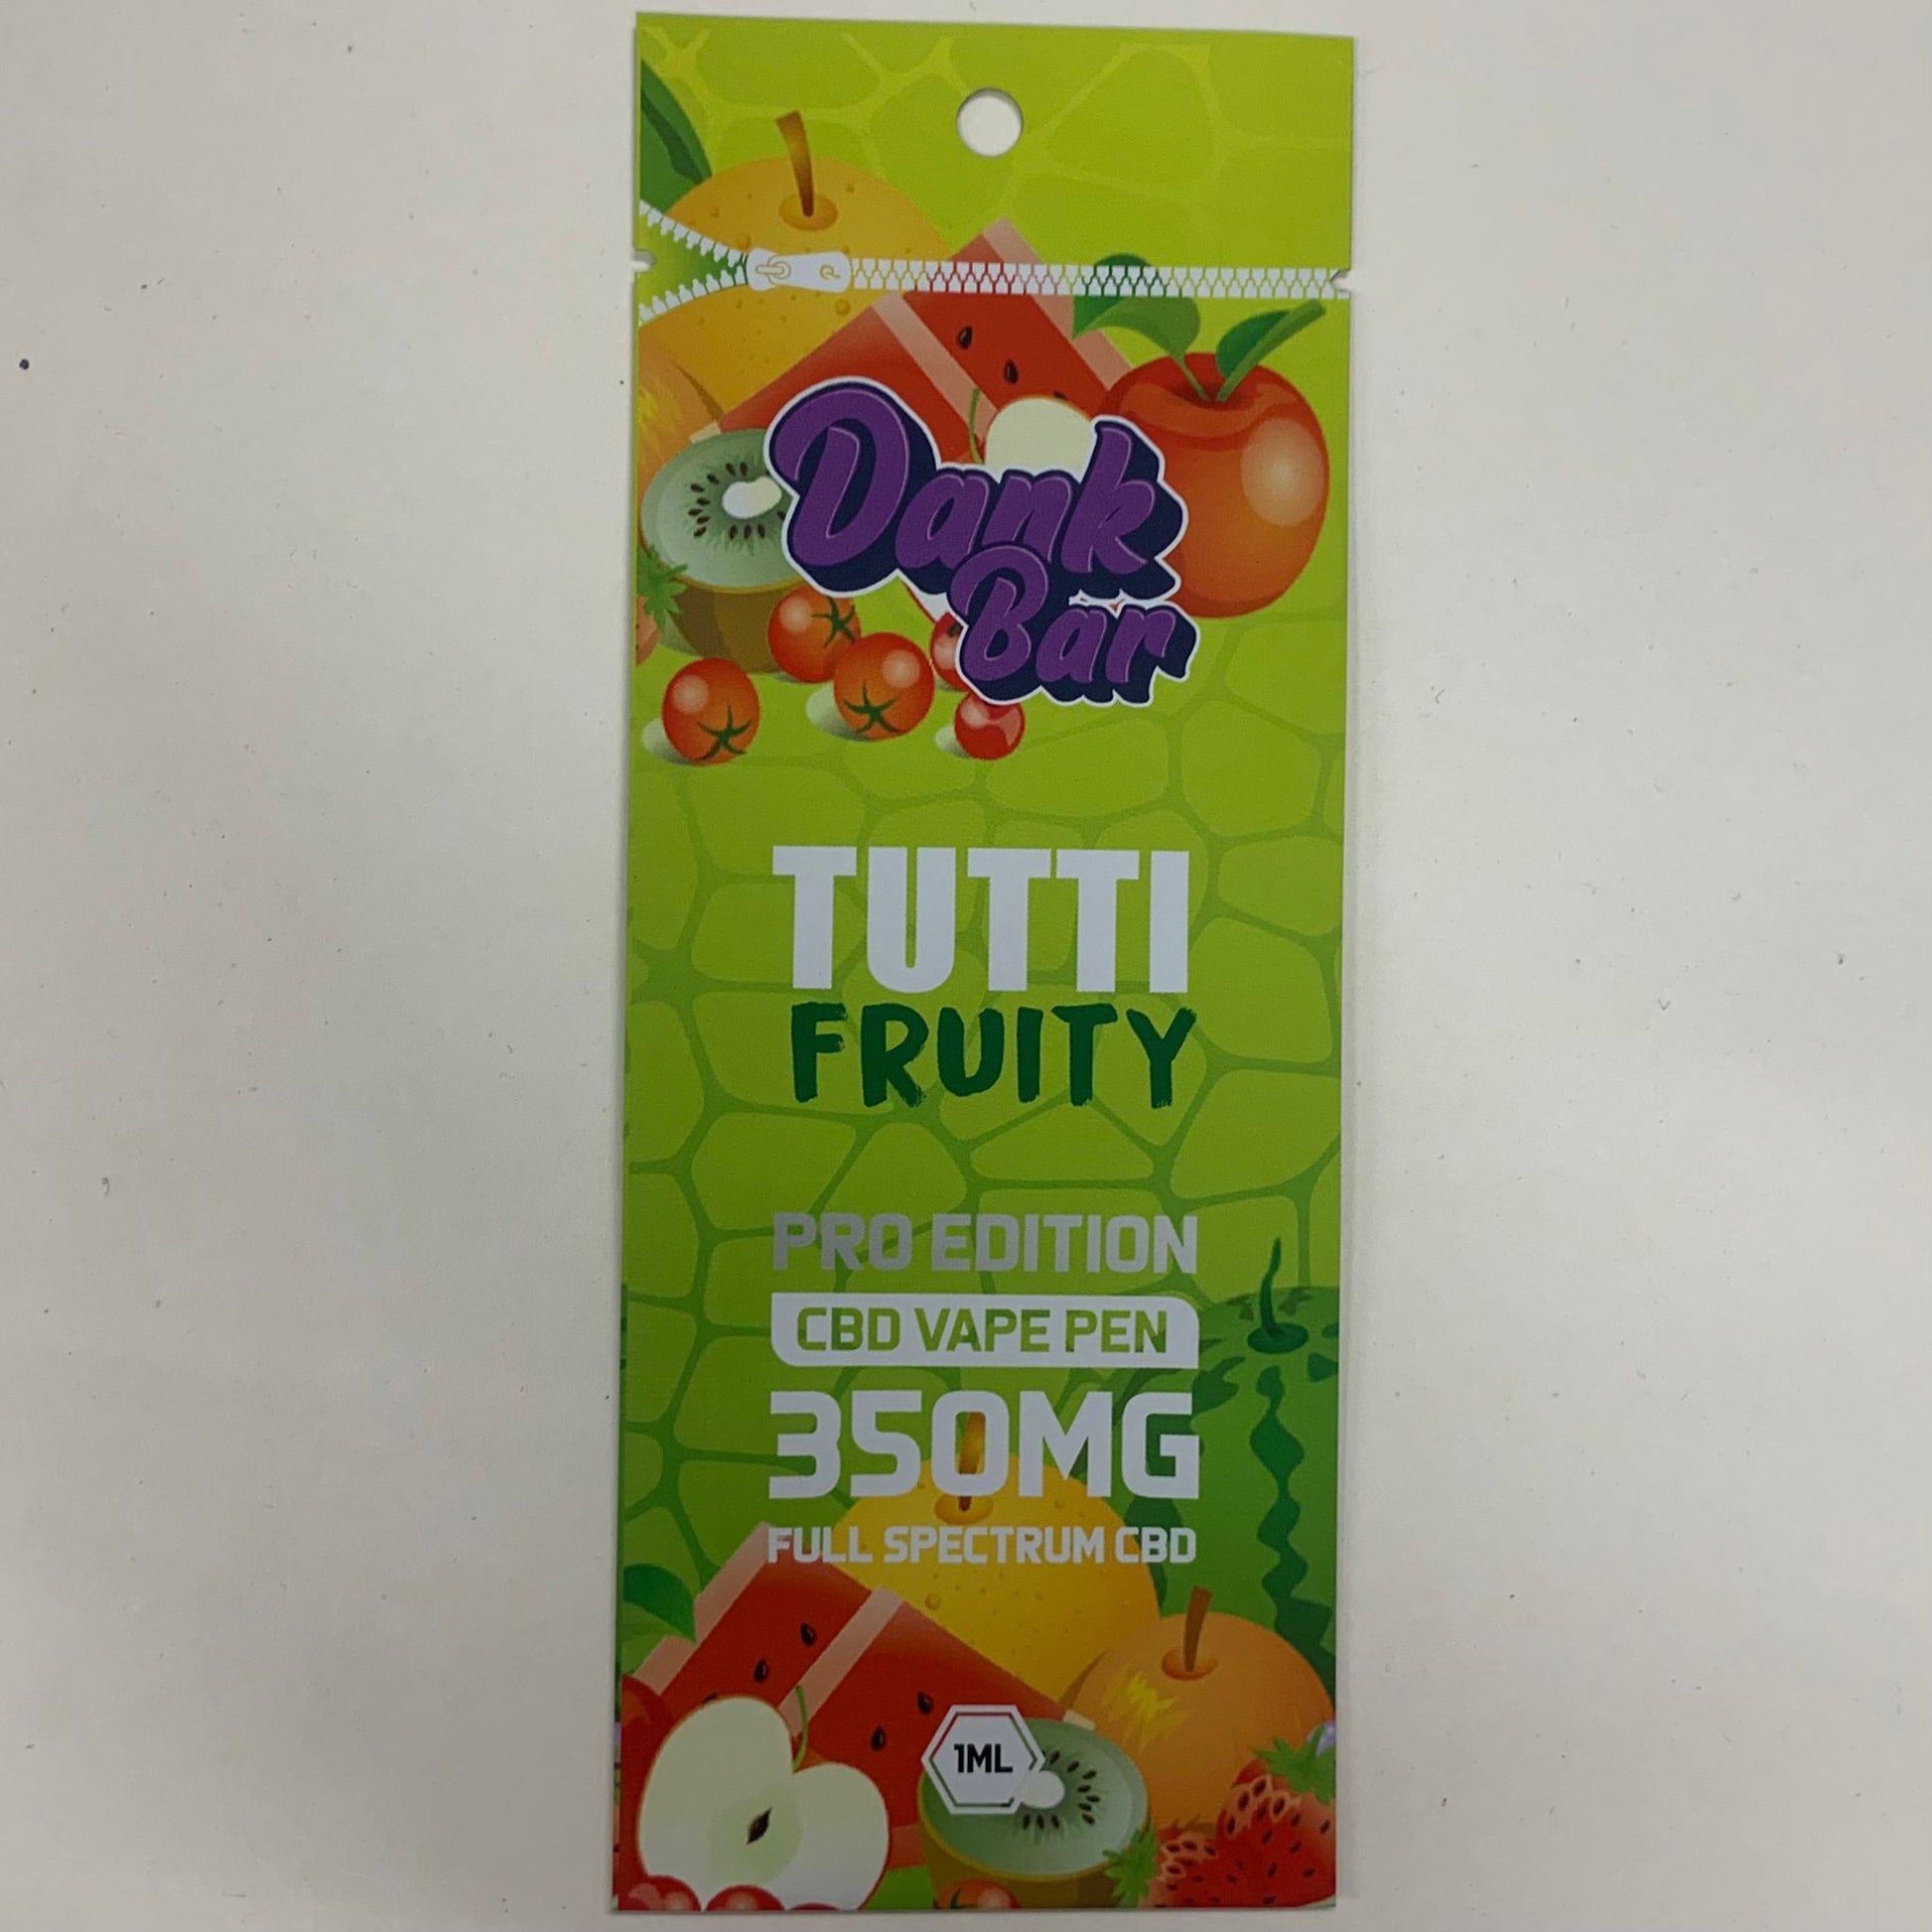 Dank
Bar
TUTTI
FRUITY
PRO EDITION
CBD VAPE PEN
350MG
FULL SPECTRUM CBD
1ML